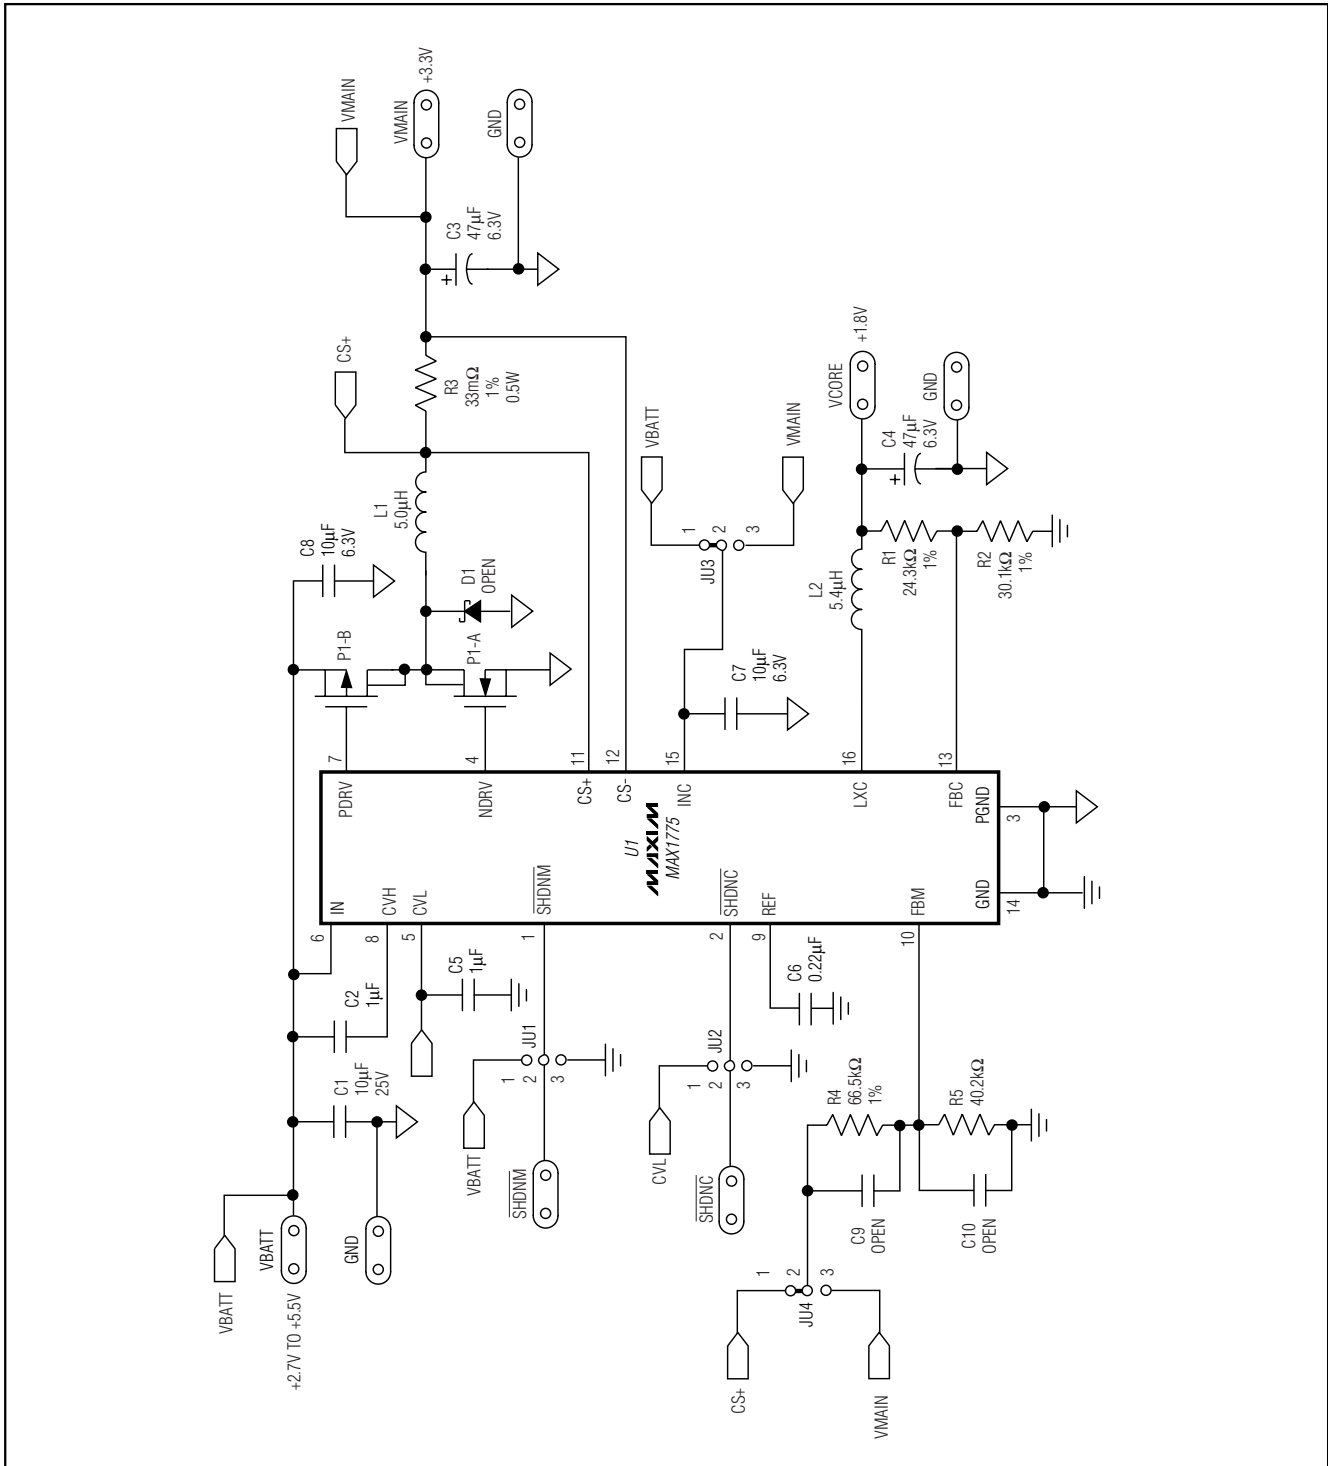 VBATT
VBATT
+2.7V TO +5.5V
GND
C1
10µF
25V
C2
1µF
C8
10µF
6.3V
P1-B
P1-A
D1
OPEN
L1
5.0µH
CS+
R3
33mΩ
1%
0.5W
VMAIN
VMAIN
+3.3V
C3
47µF
6.3V
GND
6
IN
8
CVH
5
CVL
C5
1µF
7
PDRV
4
NDRV
11
CS+
12
CS-
U1
MAXIM
MAX1775
VBATT
1
2
3
JU1
SHDNM
1
SHDNM
15
INC
C7
10µF
6.3V
JU3
1
2
3
VBATT
VMAIN
CVL
1
2
3
JU2
SHDNC
2
SHDNC
9
REF
C6
0.22µF
16
LXC
L2
5.4µH
VCORE
+1.8V
C4
47µF
6.3V
GND
R1
24.3kΩ
1%
R2
30.1kΩ
1%
13
FBC
CS+
1
2
3
JU4
VMAIN
R4
66.5kΩ
1%
C9
OPEN
R5
40.2kΩ
C10
OPEN
10
FBM
GND
14
PGND
3